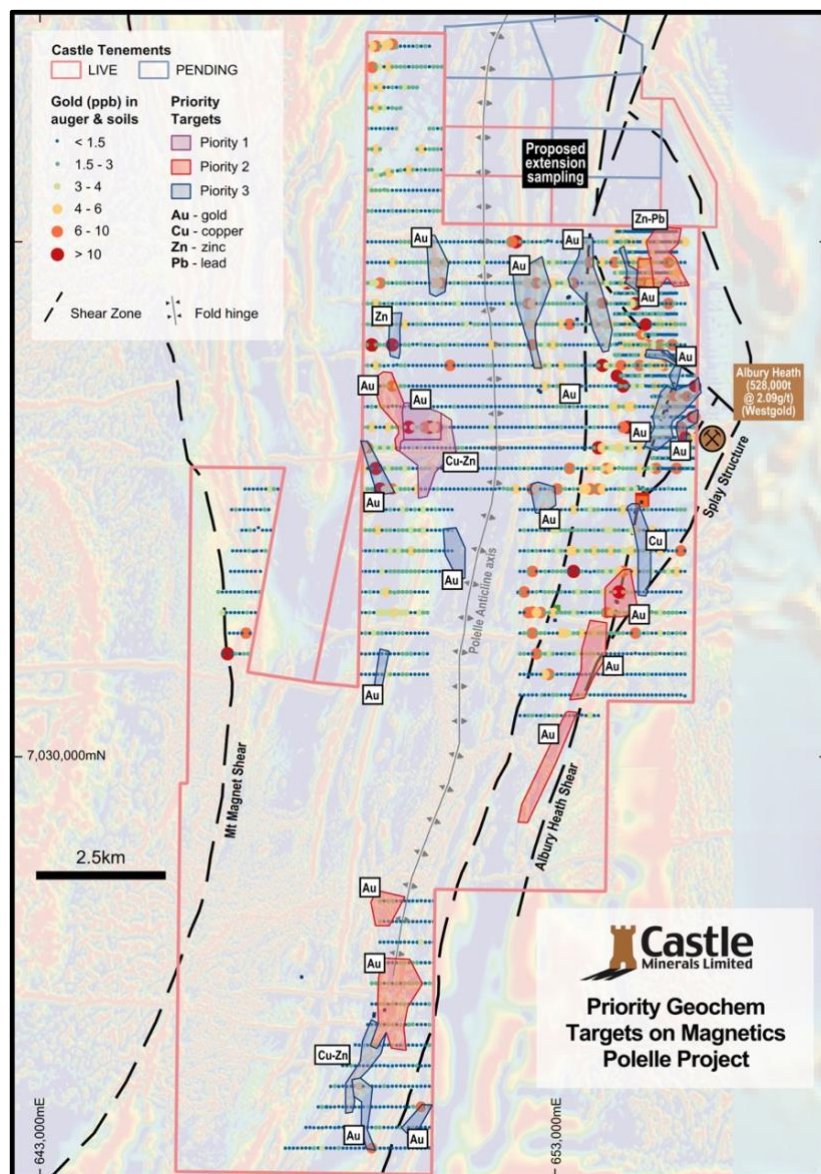 Castle Tenements
LIVE
PENDING
Gold (ppb) in
auger & soils
< 1.5
1.5 - 3
3 - 4
4 - 6
6 - 10
> 10
Priority
Targets
Piority 1
Piority 2
Piority 3
Au - gold
Cu - copper
Zn - zinc
Pb - lead
Shear Zone
Fold hinge
Proposed
extension
sampling
Zn-Pb
Au
Au
Au
Au
Zn
Au
Albury Heath
(528,000t
@ 2.09g/t)
(Westgold)
Au
Au
Au
Au
Au
Cu-Zn
Splay Structure
Au
Au
Cu
Au
Polelle Anticline axis
Au
Au
Au
Au
7,030,000mN
Mt Magnet Shear
Albury Heath Shear
2.5km
Au
Au
Cu-Zn
Au
Au
Castle
Minerals Limited
Priority Geochem
Targets on Magnetics
Polelle Project
643,000mE
653,000mE